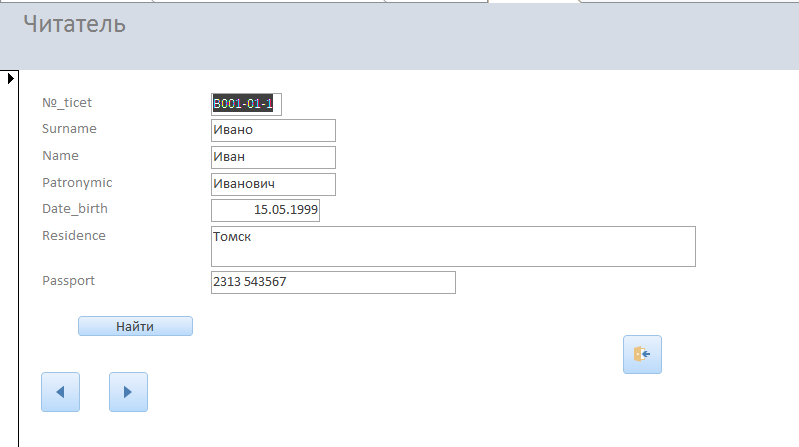 Читатель
№_ticet B001-01-1
Surname Ивано
Name Иван
Patronymic Иванович
Date_birth 15.05.1999
Residence Томск
Passport 2313 543567
Найти